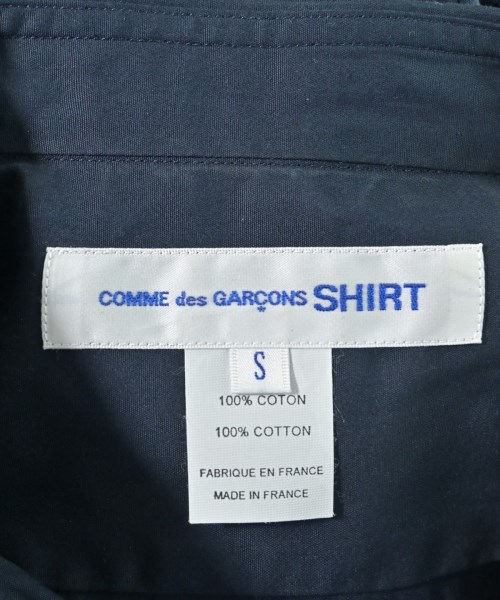 COMME des GARÇONS SHIRT
S
100% COTON
100% COTTON
FABRIQUE EN FRANCE
MADE IN FRANCE